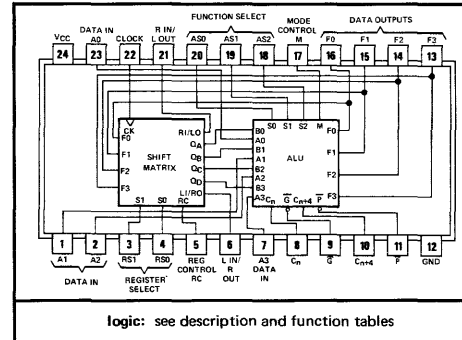 FUNCTION SELECT
MODE CONTROL M
DATA OUTPUTS
VCC
DATA IN A0
CLOCK
R IN/ L OUT
AS0 AS1 AS2
F0 F1 F2 F3
24 23 22 21 20 19 18 17 16 15 14 13
CK
RI/LO
F0
F1
F2
F3
SHIFT MATRIX
QA
QB
QC
QD
LI/RO
S1 S0 RC
S0 S1 S2 M
B0
A0
B1
A1
B2
A2
B3
A3
ALU
F0
F1
F2
F3
Cn G Cn+4 P
1 2 3 4 5 6 7 8 9 10 11 12
A1 A2
DATA IN
RS1 RS0
REGISTER SELECT
REG CONTROL RC
L IN/ R OUT
A3 DATA IN
Cn
G
Cn+4
P
GND
logic: see description and function tables